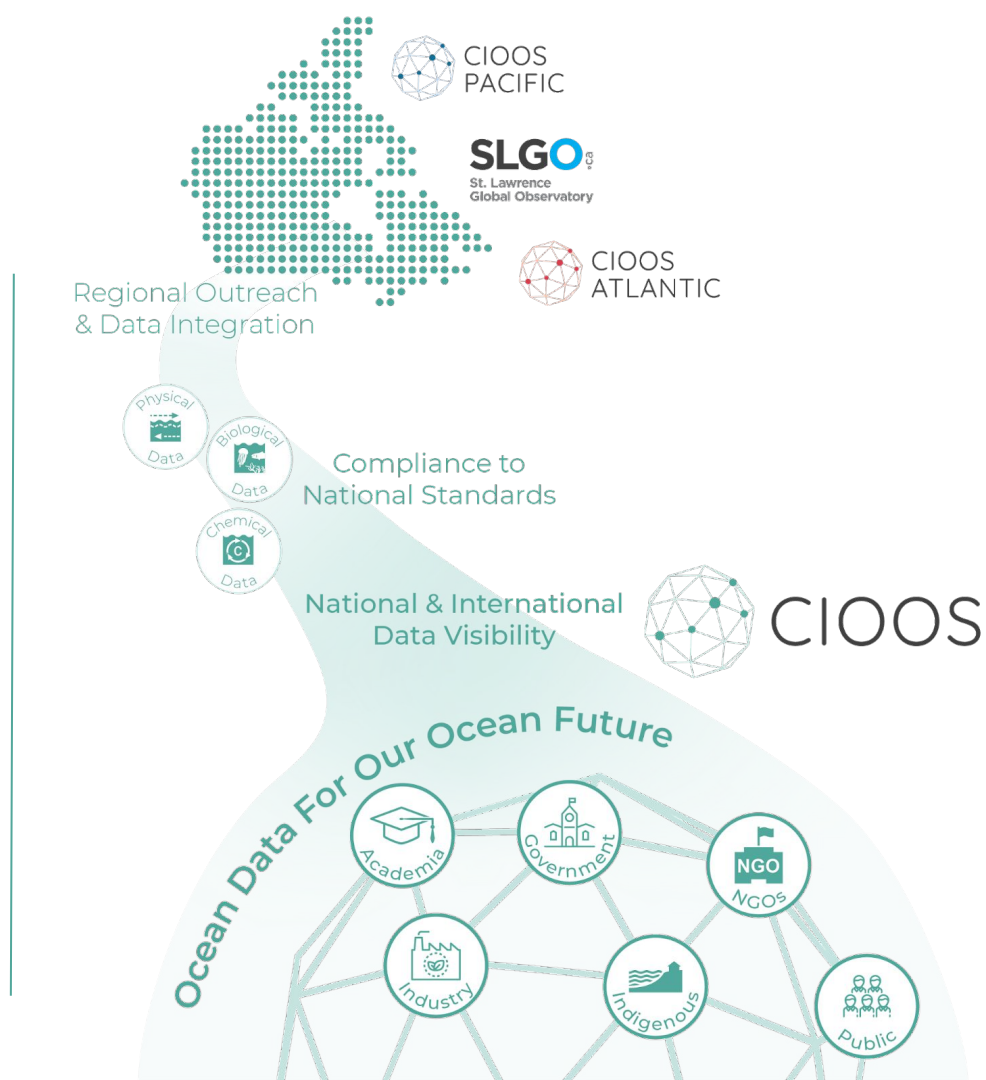 CIOOS
PACIFIC
SLGO.ca
St. Lawrence
Global Observatory
CIOOS
ATLANTIC
Regional Outreach
& Data Integration
Physical
Data
Biological
Data
Compliance to
National Standards
Chemical
C
Data
National & International
Data Visibility
CIOOS
Ocean Data For Our Ocean Future
Academia
Government
NGO
NGOs
Industry
Indigenous
Public